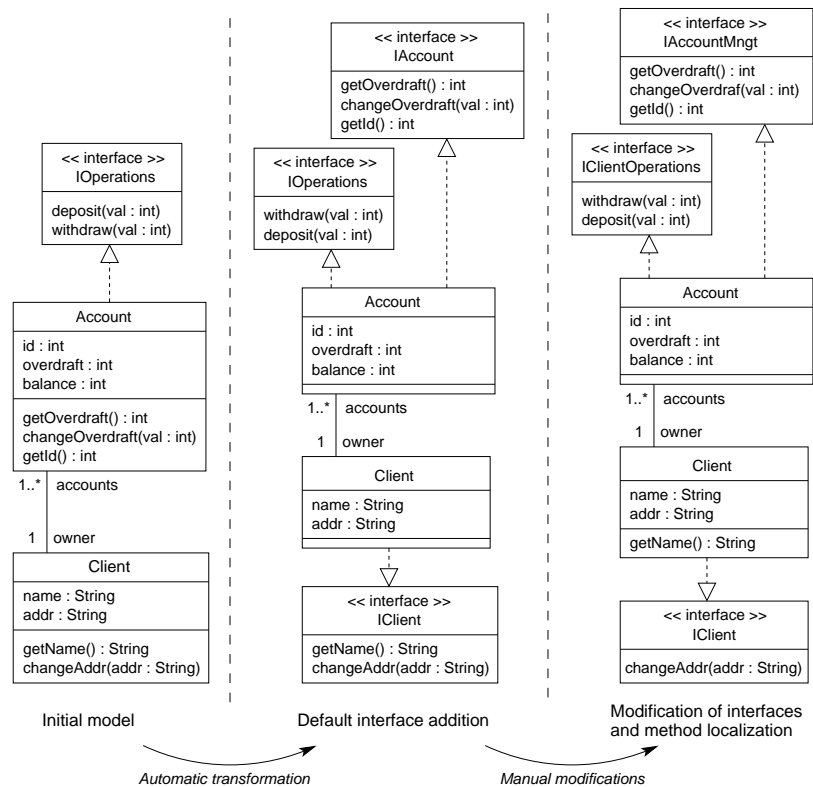 << interface >>
IOperations
deposit(val : int)
withdraw(val : int)
Account
id : int
overdraft : int
balance : int
getOverdraft() : int
changeOverdraft(val : int)
getId() : int
1..* accounts
1 owner
Client
name : String
addr : String
getName() : String
changeAddr(addr : String)
Initial model
<< interface >>
IAccount
getOverdraft() : int
changeOverdraft(val : int)
getId() : int
<< interface >>
IOperations
withdraw(val : int)
deposit(val : int)
Account
id : int
overdraft : int
balance : int
1..* accounts
1 owner
Client
name : String
addr : String
<< interface >>
IClient
getName() : String
changeAddr(addr : String)
Default interface addition
<< interface >>
IAccountMngt
getOverdraft() : int
changeOverdraf(val : int)
getId() : int
<< interface >>
IClientOperations
withdraw(val : int)
deposit(val : int)
Account
id : int
overdraft : int
balance : int
1..* accounts
1 owner
Client
name : String
addr : String
getName() : String
<< interface >>
IClient
changeAddr(addr : String)
Modification of interfaces
and method localization
Automatic transformation
Manual modifications